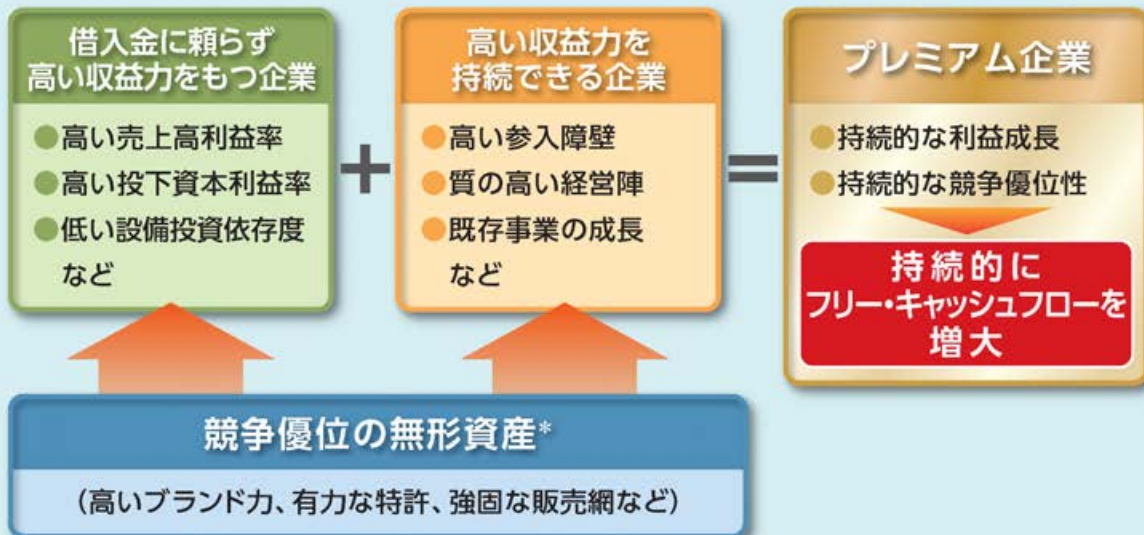 借入金に頼らず
高い収益力をもつ企業
●高い売上高利益率
●高い投下資本利益率
●低い設備投資依存度
など
+
高い収益力を
持続できる企業
●高い参入障壁
●質の高い経営陣
●既存事業の成長
など
=
プレミアム企業
●持続的な利益成長
●持続的な競争優位性
持続的に
フリー・キャッシュフローを
増大
競争優位の無形資産*
（高いブランド力、有力な特許、強固な販売網など）